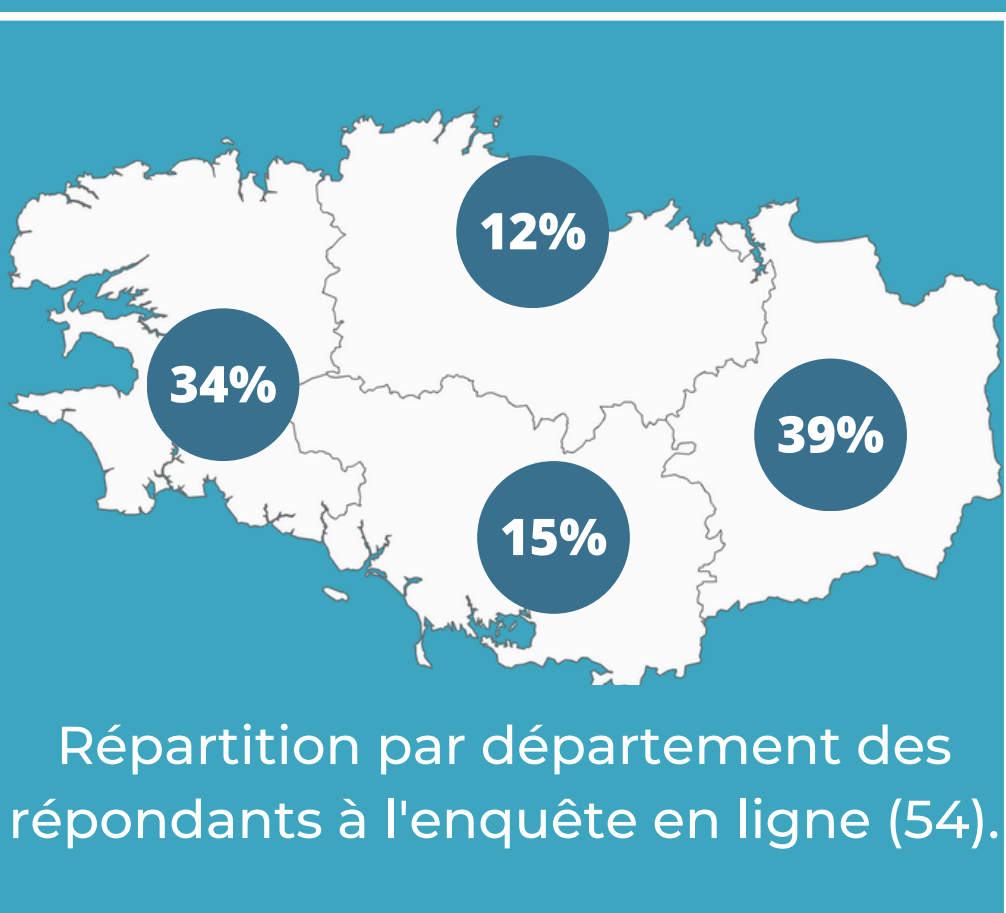 12%
34%
39%
15%
Répartition par département des
répondants à l'enquête en ligne (54).